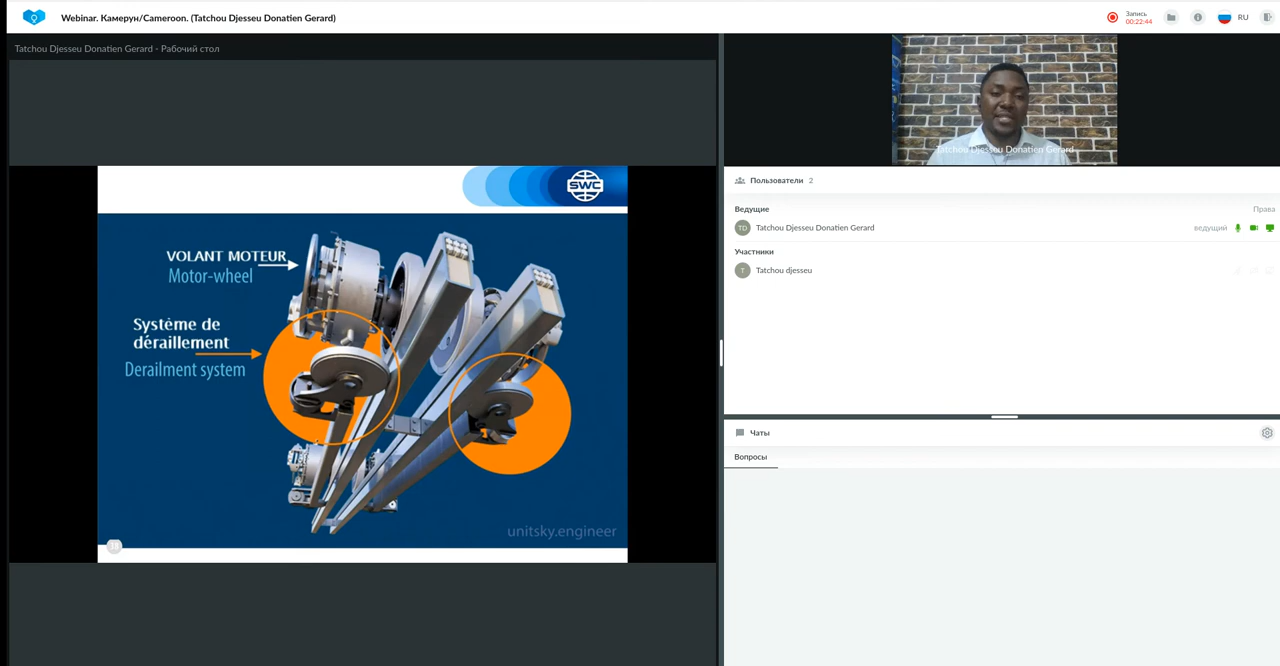 Webinar. Камерун/Cameroon. (Tatchou Djesseu Donatien Gerard)
Запись
00:22:44
RU
Tatchou Djesseu Donatien Gerard - Рабочий стол
SWC
VOLANT MOTEUR
Motor-wheel
Système de
déraillement
Derailment system
unitsky.engineer
Tatchou Djesseu Donatien Gerard
Пользователи 2
Ведущие
Права
TD
Tatchou Djesseu Donatien Gerard
ведущий
Участники
T
Tatchou djesseu
Чаты
Вопросы